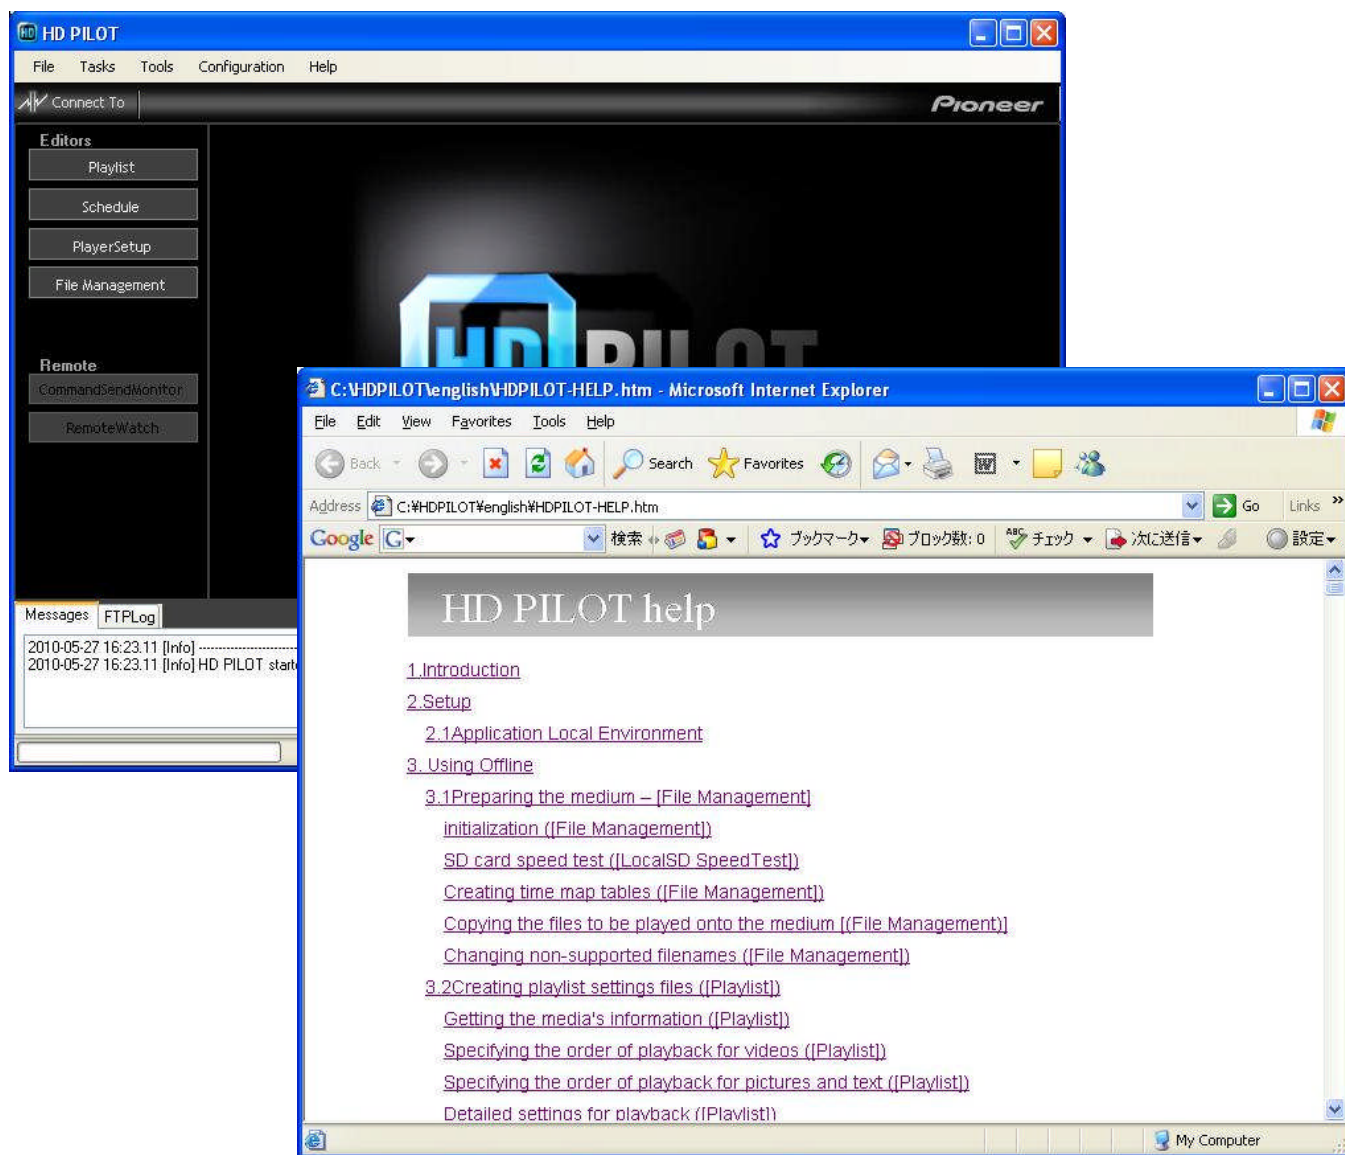 HD HD PILOT
File Tasks Tools Configuration Help
Connect To Pioneer
Editors
Playlist
Schedule
PlayerSetup
File Management
Remote
CommandSendMonitor
RemoteWatch
HD PILOT
Messages FTPLog
2010-05-27 16:23.11 [Info] ------------------------
2010-05-27 16:23.11 [Info] HD PILOT
C:\HDPILOT\english\HDPILOT-HELP.htm - Microsoft Internet Explorer
File Edit View Favorites Tools Help
Back Search Favorites
Address C:¥HDPILOT¥english¥HDPILOT-HELP.htm Go Links »
Google G 検索 ブックマーク ブロック数: 0 ABC チェック 次に送信 設定
HD PILOT help
1.Introduction
2.Setup
2.1Application Local Environment
3. Using Offline
3.1Preparing the medium – [File Management]
initialization ([File Management])
SD card speed test ([LocalSD SpeedTest])
Creating time map tables ([File Management])
Copying the files to be played onto the medium [(File Management)]
Changing non-supported filenames ([File Management])
3.2Creating playlist settings files ([Playlist])
Getting the media's information ([Playlist])
Specifying the order of playback for videos ([Playlist])
Specifying the order of playback for pictures and text ([Playlist])
Detailed settings for playback ([Playlist])
My Computer